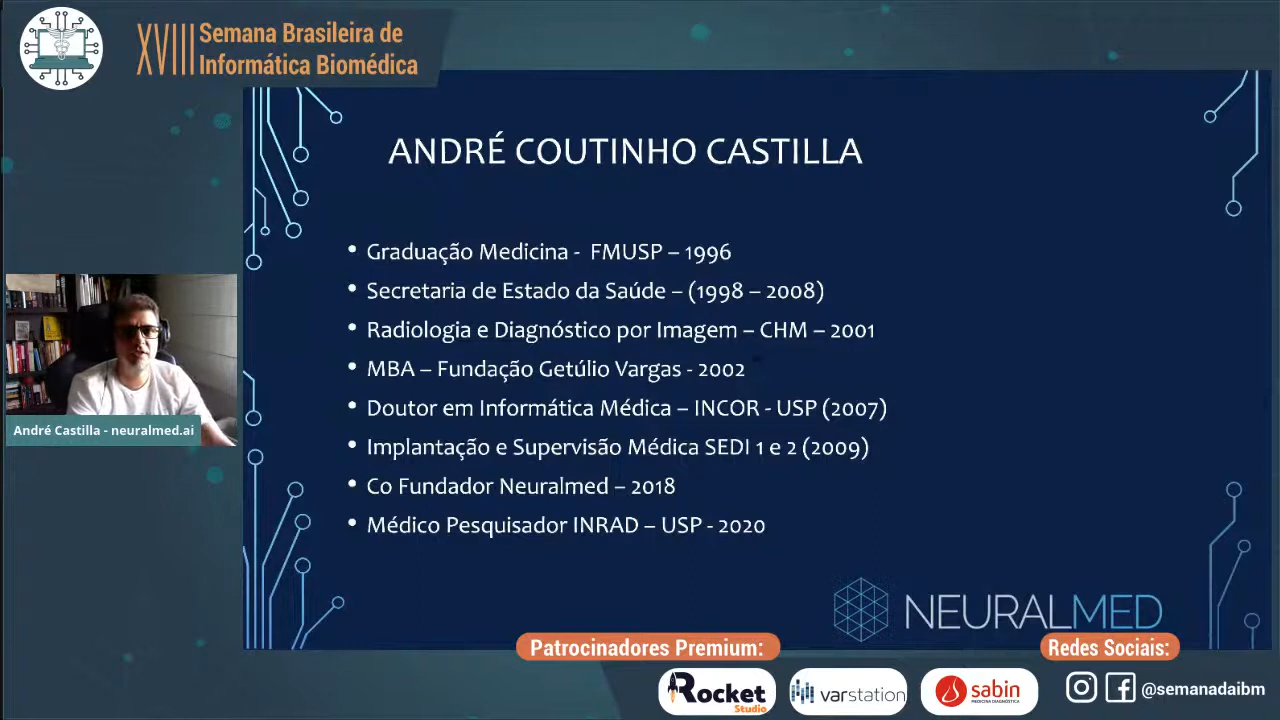 XVIII Semana Brasileira de
Informática Biomédica
ANDRÉ COUTINHO CASTILLA
• Graduação Medicina - FMUSP – 1996
• Secretaria de Estado da Saúde – (1998 – 2008)
• Radiologia e Diagnóstico por Imagem – CHM – 2001
• MBA – Fundação Getúlio Vargas - 2002
• Doutor em Informática Médica – INCOR - USP (2007)
• Implantação e Supervisão Médica SEDI 1 e 2 (2009)
• Co Fundador Neuralmed – 2018
• Médico Pesquisador INRAD – USP - 2020
André Castilla - neuralmed.ai
NEURALMED
Patrocinadores Premium:
Redes Sociais:
Rocket
Studio
varstation
sabin
MEDICINA DIAGNÓSTICA
@semanadaibm